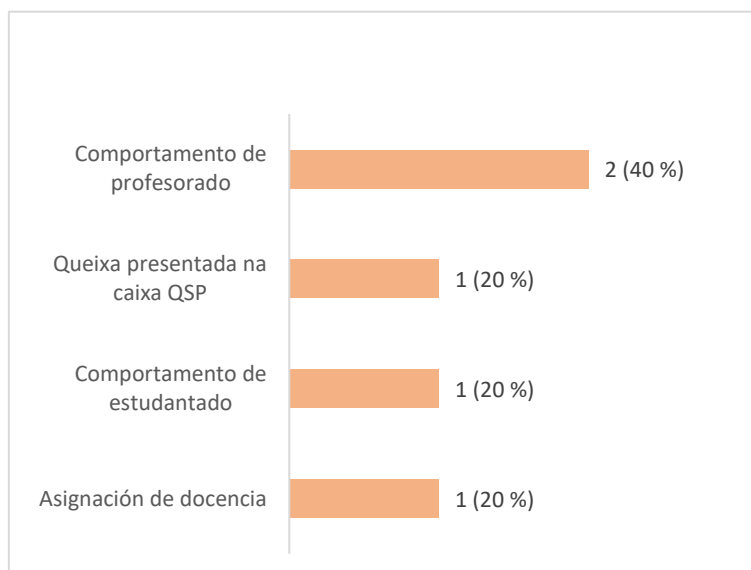 Comportamento de
profesorado
2 (40 %)
Queixa presentada na
caixa QSP
1 (20 %)
Comportamento de
estudantado
1 (20 %)
Asignación de docencia
1 (20 %)